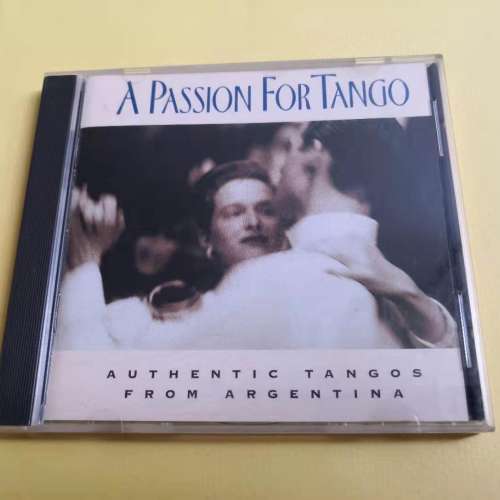 A PASSION FOR TANGO
AUTHENTIC TANGOS
FROM ARGENTINA